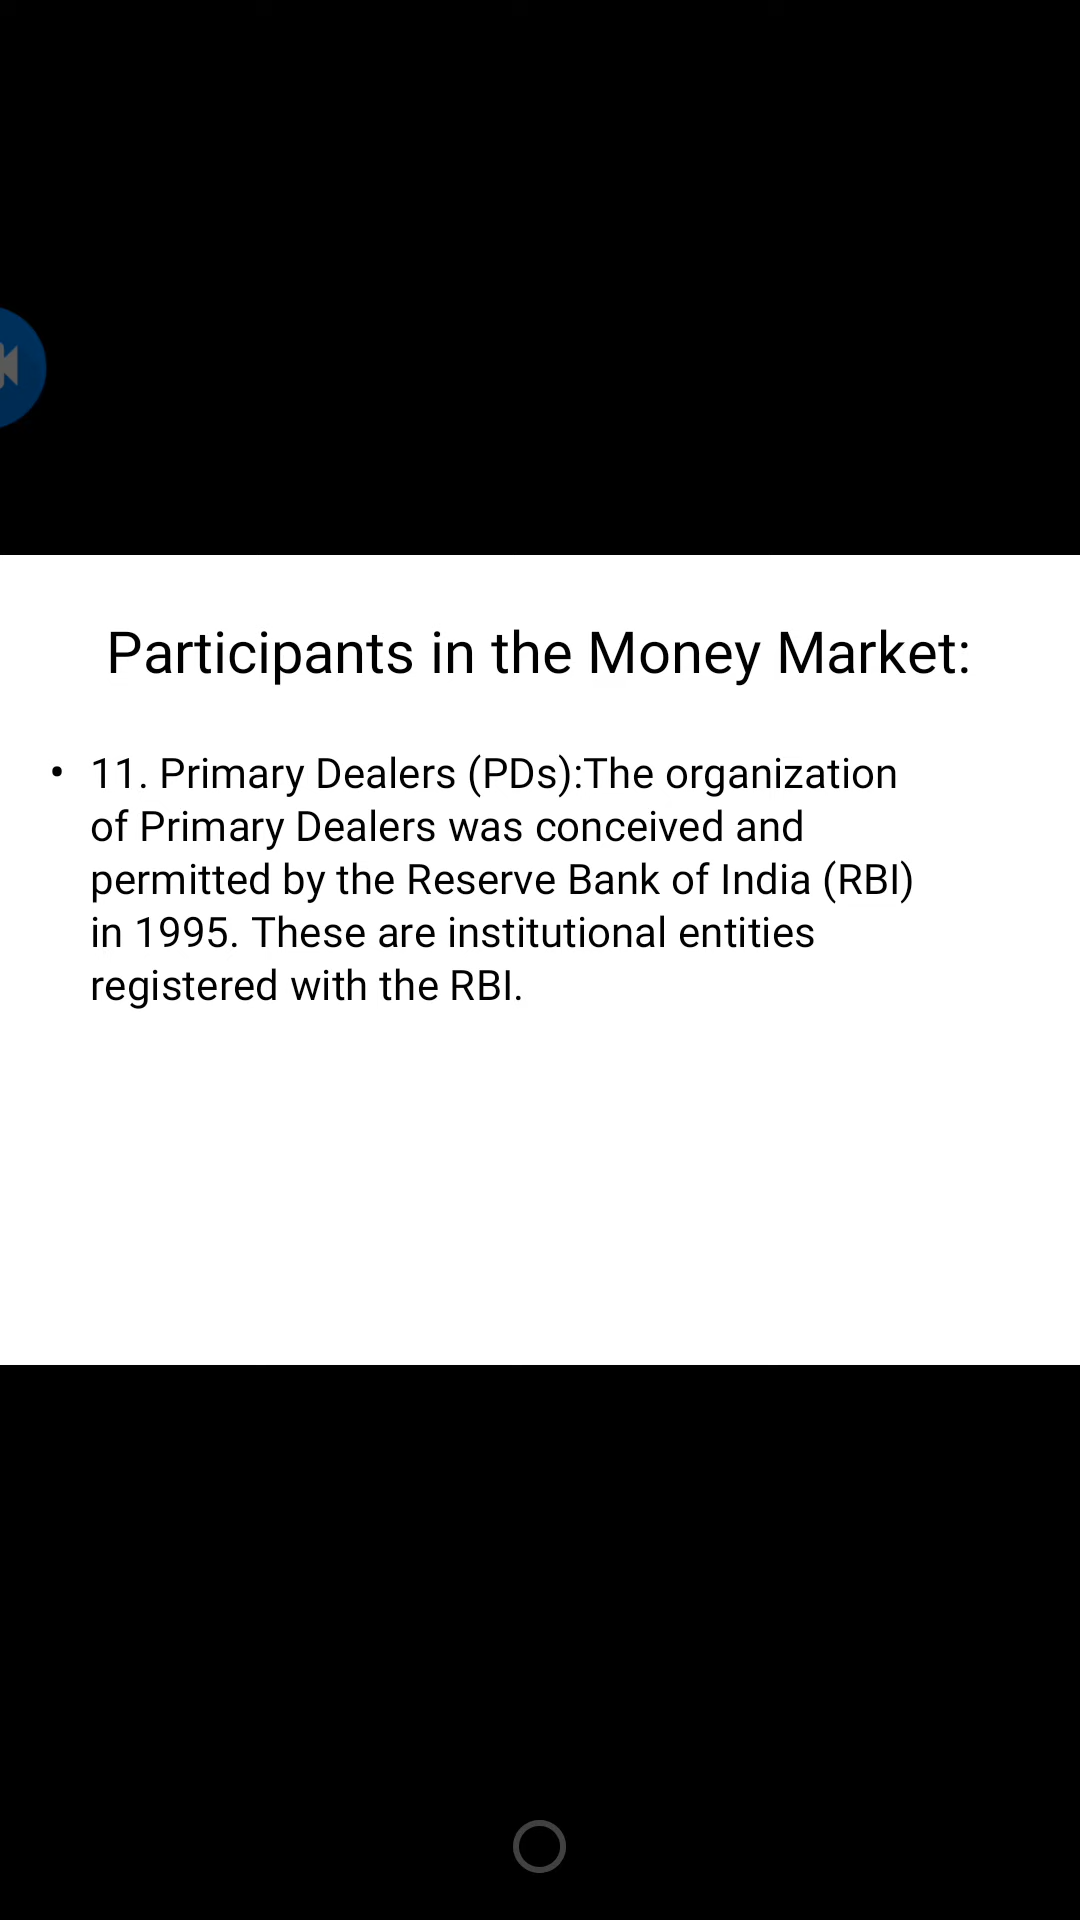 Participants in the Money Market:
• 11. Primary Dealers (PDs):The organization
of Primary Dealers was conceived and
permitted by the Reserve Bank of India (RBI)
in 1995. These are institutional entities
registered with the RBI.